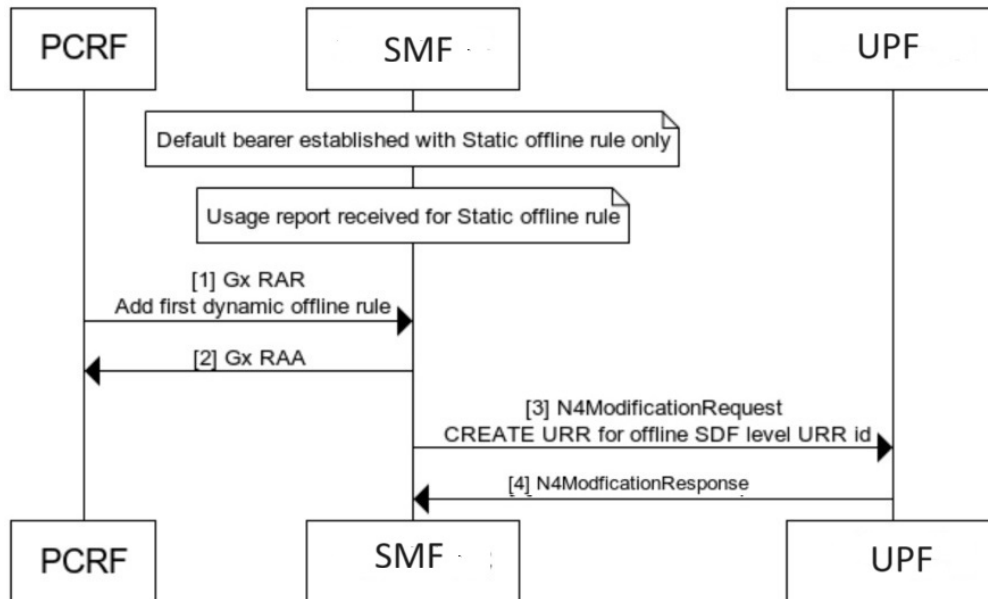 PCRF
SMF
UPF
Default bearer established with Static offline rule only
Usage report received for Static offline rule
[1] Gx RAR
Add first dynamic offline rule
[2] Gx RAA
[3] N4ModificationRequest
CREATE URR for offline SDF level URR id
[4] N4ModficationResponse
PCRF
SMF
UPF